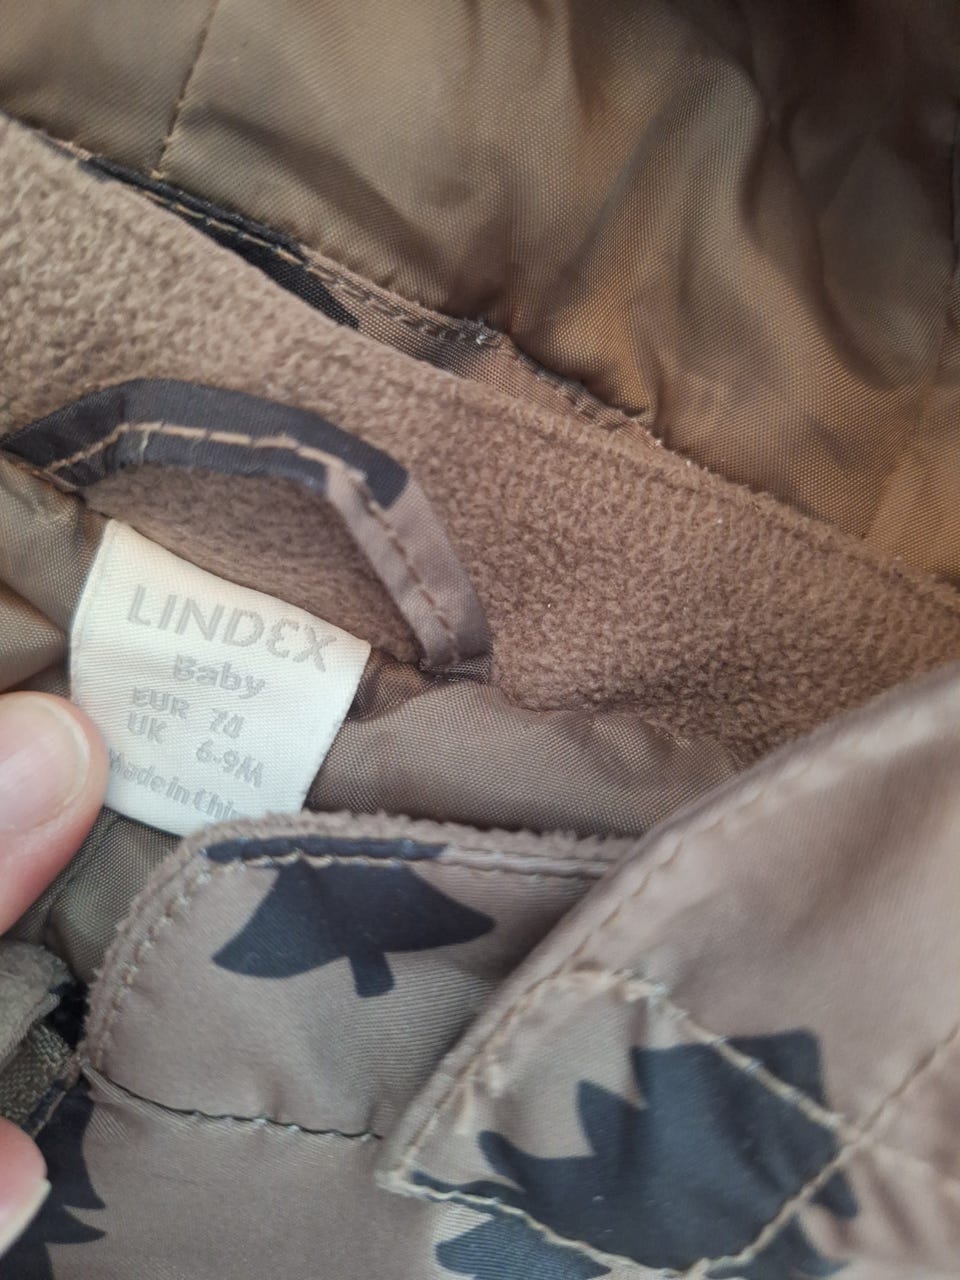 LINDEX
Baby
EUR 74
UK 6-9M
Made in